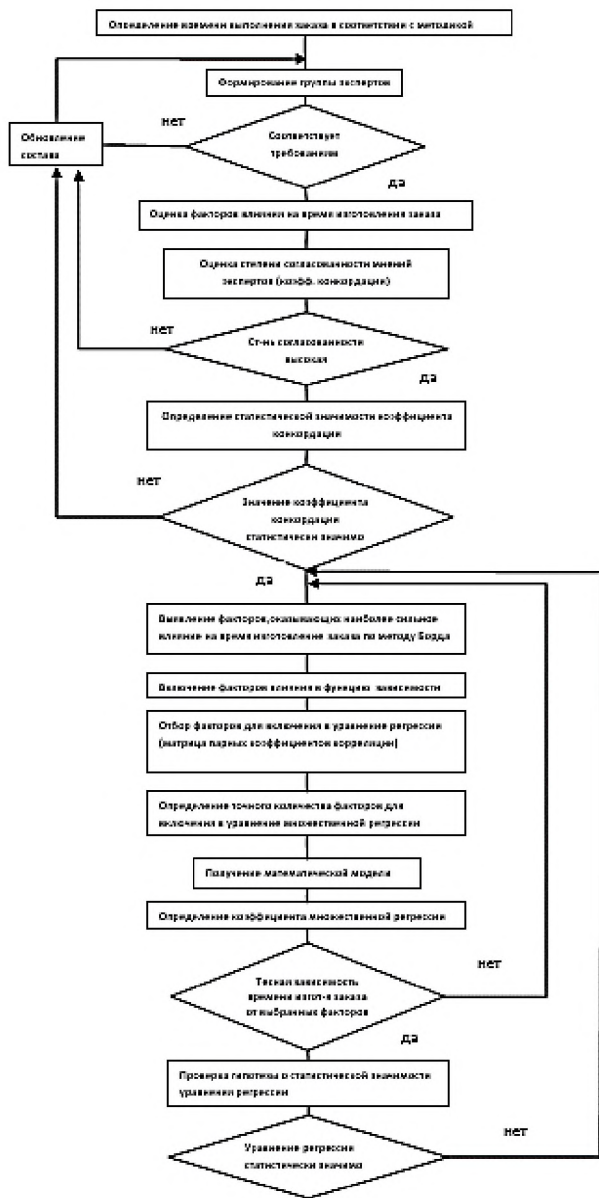 Определение времени выполнения заказа в соответствии с методикой
Формирование группы экспертов
нет
Обновление
состава
Соответствует
требованиям
да
Оценка факторов влияния на время изготовления заказа
Оценка степени согласованности мнений
экспертов (коэфф. конкордации)
нет
Ст-нь согласованности
высокая
да
Определение статистической значимости коэффициента
конкордации
нет
Значение коэффициента
конкордации
статистически значимо
да
Выявление факторов,оказывающих наиболее сильное
влияние на время изготовление заказа по методу Борда
Включение факторов влияния в функцию зависимости
Отбор факторов для включения в уравнение регрессии
(матрица парных коэффициентов корреляции)
Определение точного количества факторов для
включения в уравнение множественной регрессии
Получение математической модели
Определение коэффициента множественной регрессии
нет
Тесная зависимость
времени изгот-я заказа
от выбранных факторов
да
Проверка гипотезы о статистической значимости
уравнения регрессии
нет
Уравнение регрессии
статистически значимо